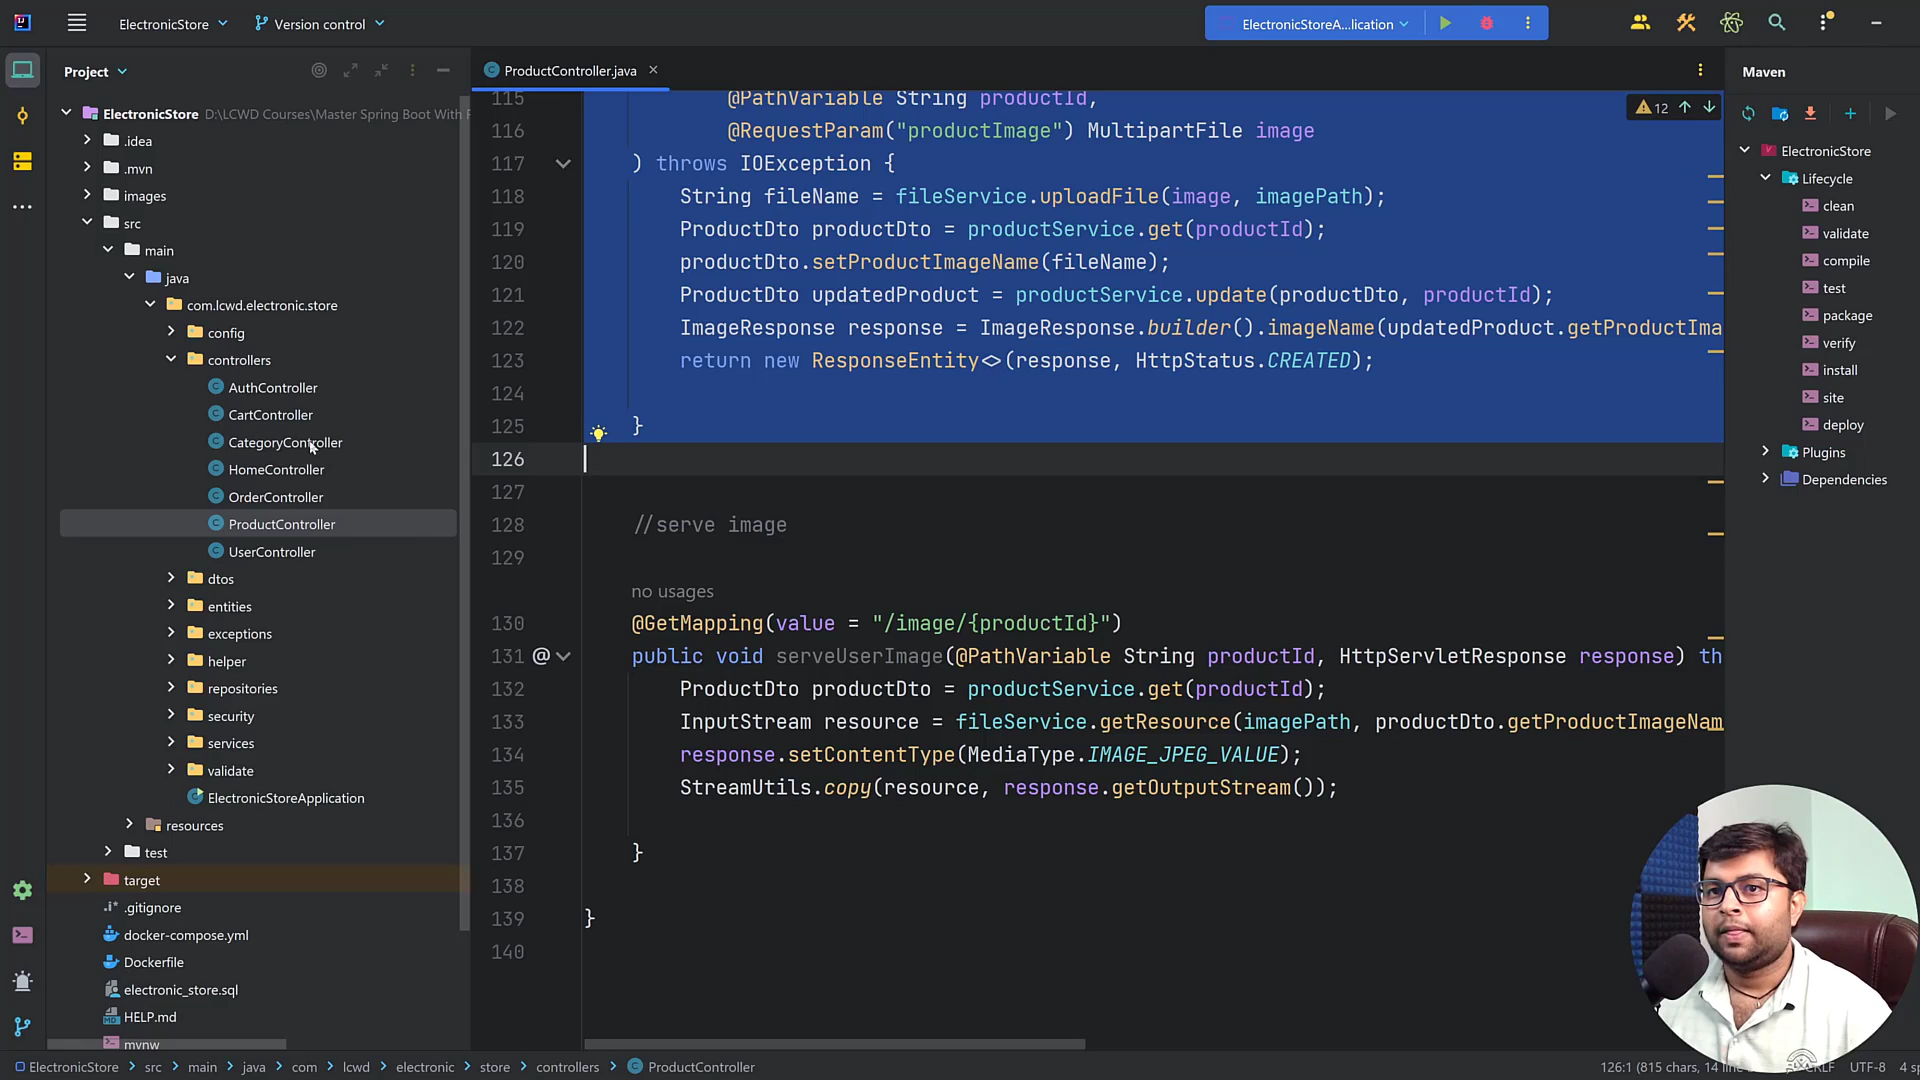 ElectronicStore
Version control
ElectronicStoreA...lication
Project
ProductController.java
Maven
ElectronicStore D:\LCWD Courses\Master Spring Boot With
.idea
.mvn
images
src
main
java
com.lcwd.electronic.store
config
controllers
AuthController
CartController
CategoryController
HomeController
OrderController
ProductController
UserController
dtos
entities
exceptions
helper
repositories
security
services
validate
ElectronicStoreApplication
resources
test
target
.gitignore
docker-compose.yml
Dockerfile
electronic_store.sql
HELP.md
mvnw
12
115 @PathVariable String productId,
116 @RequestParam("productImage") MultipartFile image
117 ) throws IOException {
118 String fileName = fileService.uploadFile(image, imagePath);
119 ProductDto productDto = productService.get(productId);
120 productDto.setProductImageName(fileName);
121 ProductDto updatedProduct = productService.update(productDto, productId);
122 ImageResponse response = ImageResponse.builder().imageName(updatedProduct.getProductIma
123 return new ResponseEntity<>(response, HttpStatus.CREATED);
124
125 }
126
127
128 //serve image
129
no usages
130 @GetMapping(value = "/image/{productId}")
131 @ public void serveUserImage(@PathVariable String productId, HttpServletResponse response) th
132 ProductDto productDto = productService.get(productId);
133 InputStream resource = fileService.getResource(imagePath, productDto.getProductImageNam
134 response.setContentType(MediaType.IMAGE_JPEG_VALUE);
135 StreamUtils.copy(resource, response.getOutputStream());
136
137 }
138
139 }
140
ElectronicStore
Lifecycle
clean
validate
compile
test
package
verify
install
site
deploy
Plugins
Dependencies
ElectronicStore > src > main > java > com > lcwd > electronic > store > controllers > ProductController
126:1 (815 chars, 14 line CRLF UTF-8 4 sp